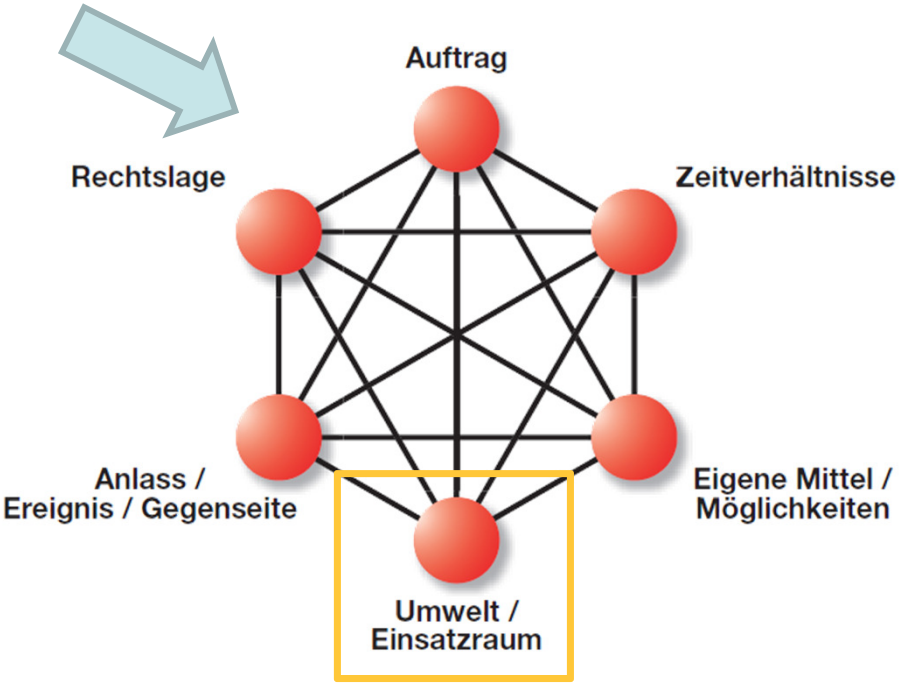 Auftrag
Rechtslage
Zeitverhältnisse
Anlass /
Ereignis / Gegenseite
Eigene Mittel /
Möglichkeiten
Umwelt /
Einsatzraum